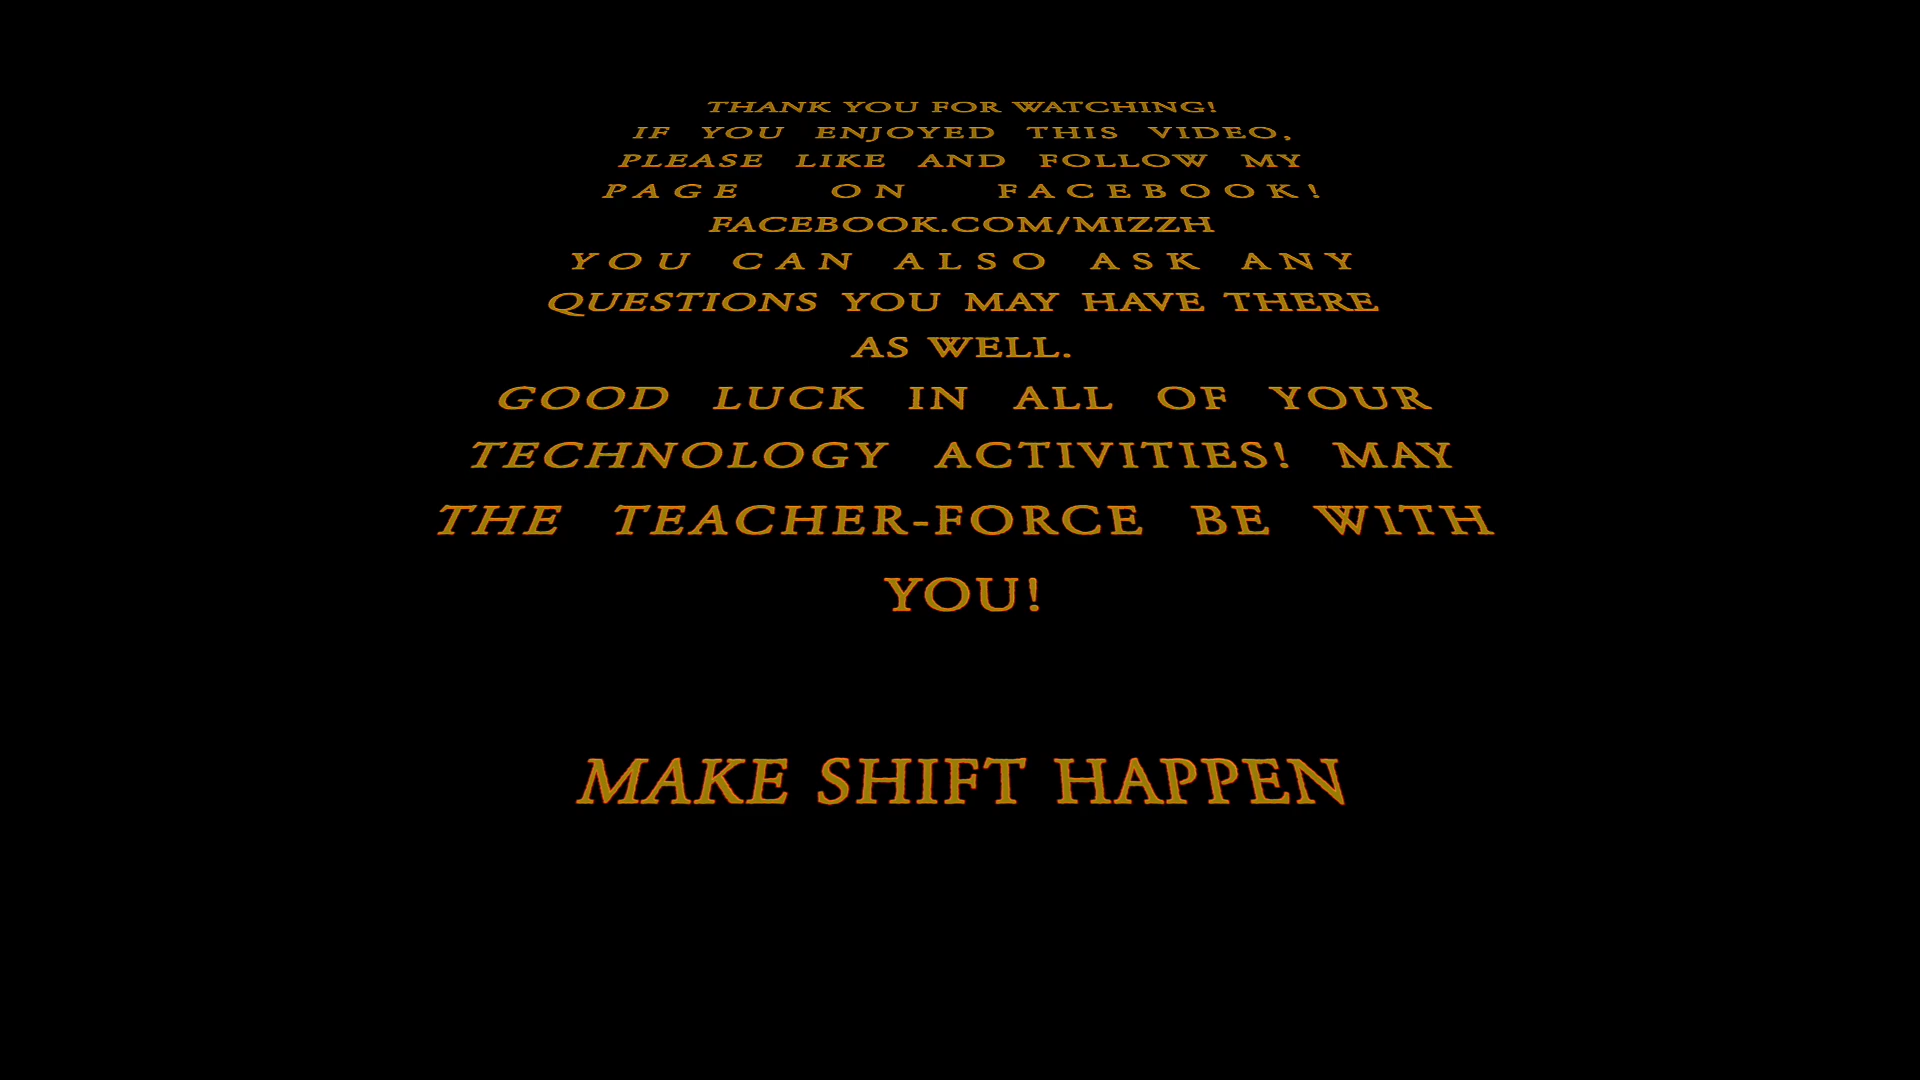 THANK YOU FOR WATCHING!
IF YOU ENJOYED THIS VIDEO,
PLEASE LIKE AND FOLLOW MY
PAGE ON FACEBOOK!
FACEBOOK.COM/MIZZH
YOU CAN ALSO ASK ANY
QUESTIONS YOU MAY HAVE THERE
AS WELL.
GOOD LUCK IN ALL OF YOUR
TECHNOLOGY ACTIVITIES! MAY
THE TEACHER-FORCE BE WITH
YOU!
MAKE SHIFT HAPPEN